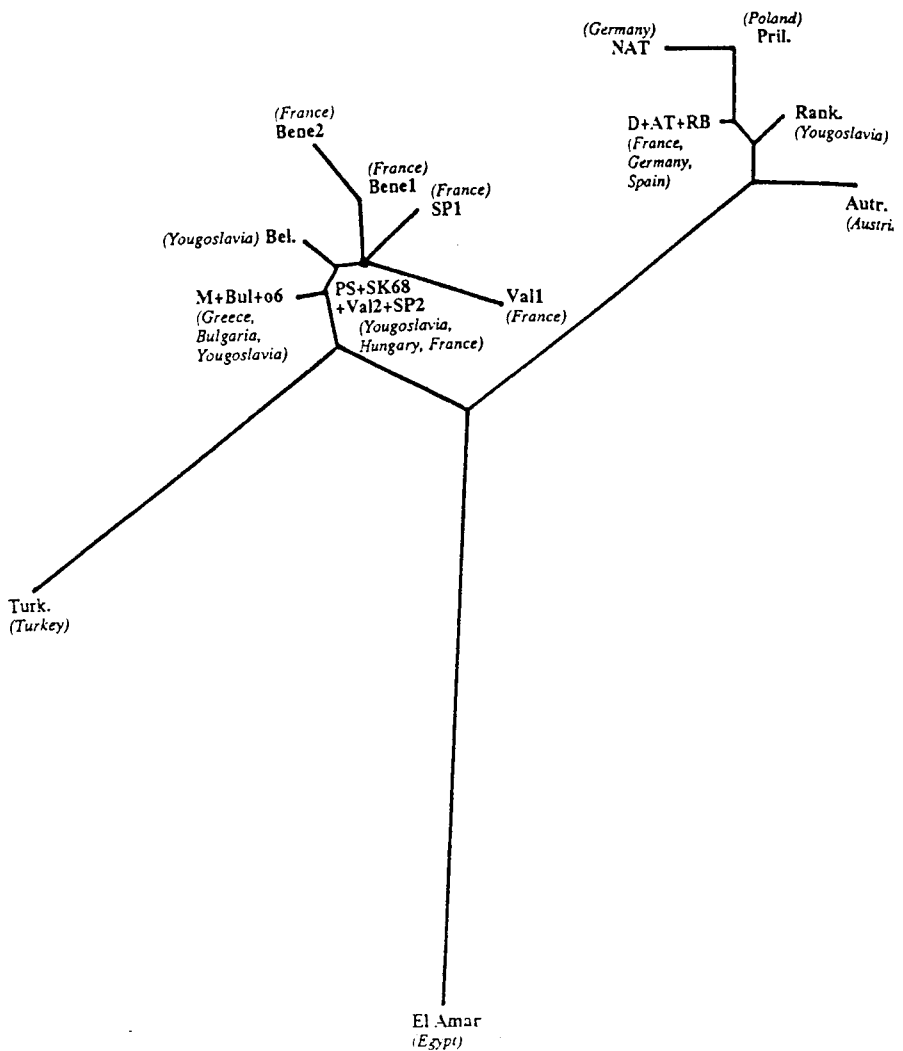 (Germany)
NAT
(Poland)
Pril.
D+AT+RB
(France,
Germany,
Spain)
Rank.
(Yougoslavia)
Autr.
(Austri.
(France)
Bene2
(France)
Bene1
(France)
SP1
(Yougoslavia) Bel.
M+Bul+o6
(Greece,
Bulgaria,
Yougoslavia)
PS+SK68
+Val2+SP2
(Yougoslavia,
Hungary, France)
Val1
(France)
Turk.
(Turkey)
El Amar
(Egypt)